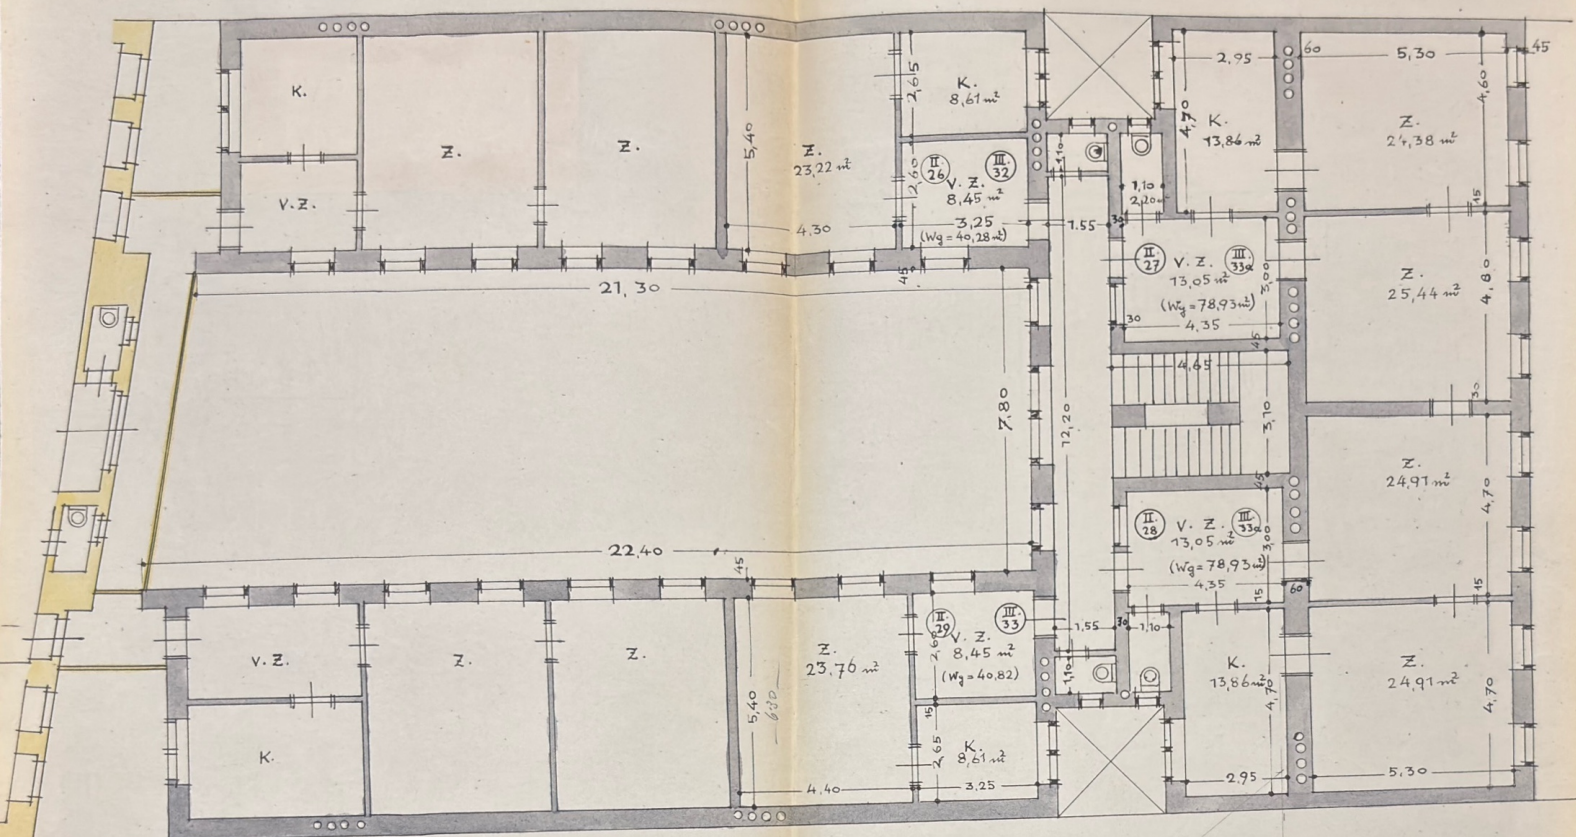 K.
V.Z.
Z.
Z.
5,40
Z.
23,22 m²
4.30
2,65
K.
8,61 m²
2,60
II. 26
III. 32
V. Z.
8,45 m²
3,25
(Wg = 40,28 m²)
45
1,10
1.55
30
1,10
2,95
4,70
K.
13,86 m²
60
5,30
45
4,60
Z.
24,38 m²
15
II. 27
V. Z.
III. 33a
13,05 m²
(Wg = 78,93 m²)
3,00
30
4,35
45
Z.
25,44 m²
4,80
30
21,30
7,80
12,20
4,65
3,10
45
22,40
45
II. 28
V. Z.
III. 33a
13,05 m²
(Wg = 78,93 m²)
3,00
4,35
15
60
Z.
24,91 m²
4,70
15
V.Z.
K.
Z.
Z.
Z.
23,76 m²
5,40
680
4,40
II. 29
III. 33
V. Z.
2,60
8,45 m²
(Wg = 40,82)
15
K.
8,61 m²
2,65
3,25
1,55
30
1,10
1,10
K.
13,86 m²
4,70
2,95
Z.
24,91 m²
4,70
5,30